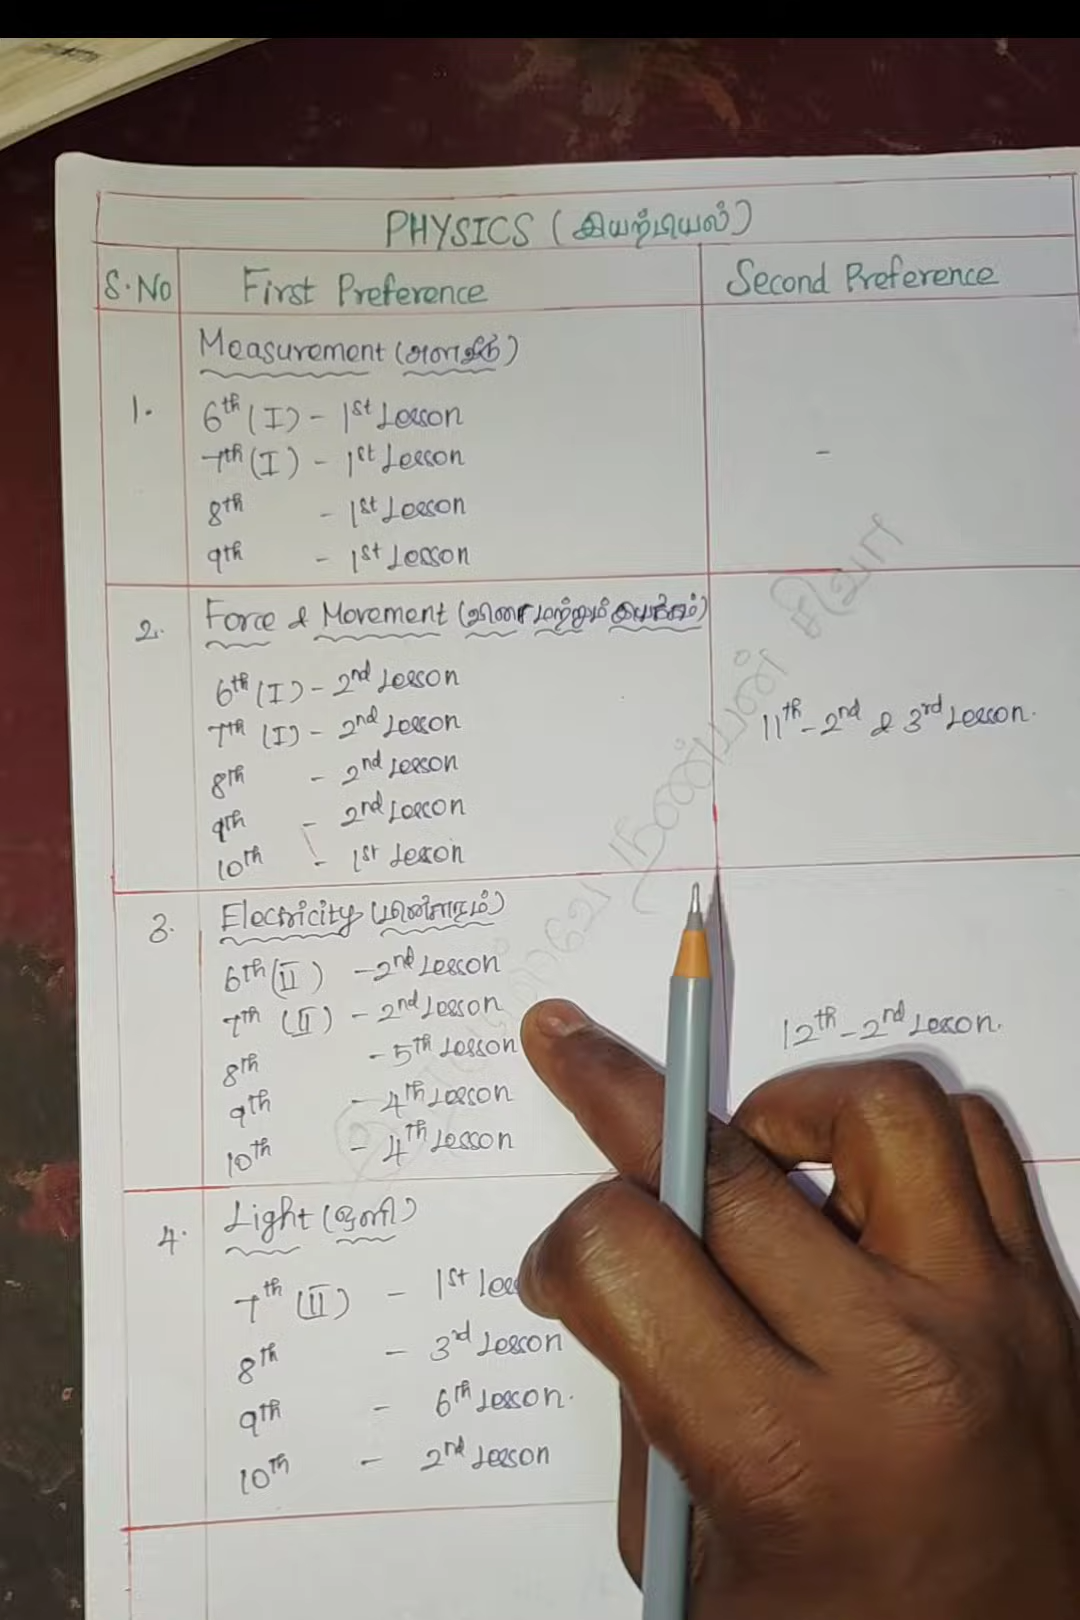 PHYSICS (இயற்பியல்)
S.No First Preference Second Preference
Measurement (அளவீடு)
1.
6th (I) - 1st Lesson
7th (I) - 1st Lesson
-
8th - 1st Lesson
9th - 1st Lesson
2. Force & Movement (விசை மற்றும் இயக்கம்)
6th (I) - 2nd Lesson
7th (I) - 2nd Lesson
11th - 2nd & 3rd Lesson.
8th - 2nd Lesson
9th - 2nd Lesson
10th - 1st Lesson
3. Electricity (மின்சாரம்)
6th (II) - 2nd Lesson
7th (II) - 2nd Lesson
12th - 2nd Lesson.
8th - 5th Lesson
9th - 4th Lesson
10th - 4th Lesson
4. Light (ஒளி)
7th (II) - 1st
8th - 3rd Lesson
9th - 6th Lesson.
10th - 2nd Lesson
நண்பன் சிவா